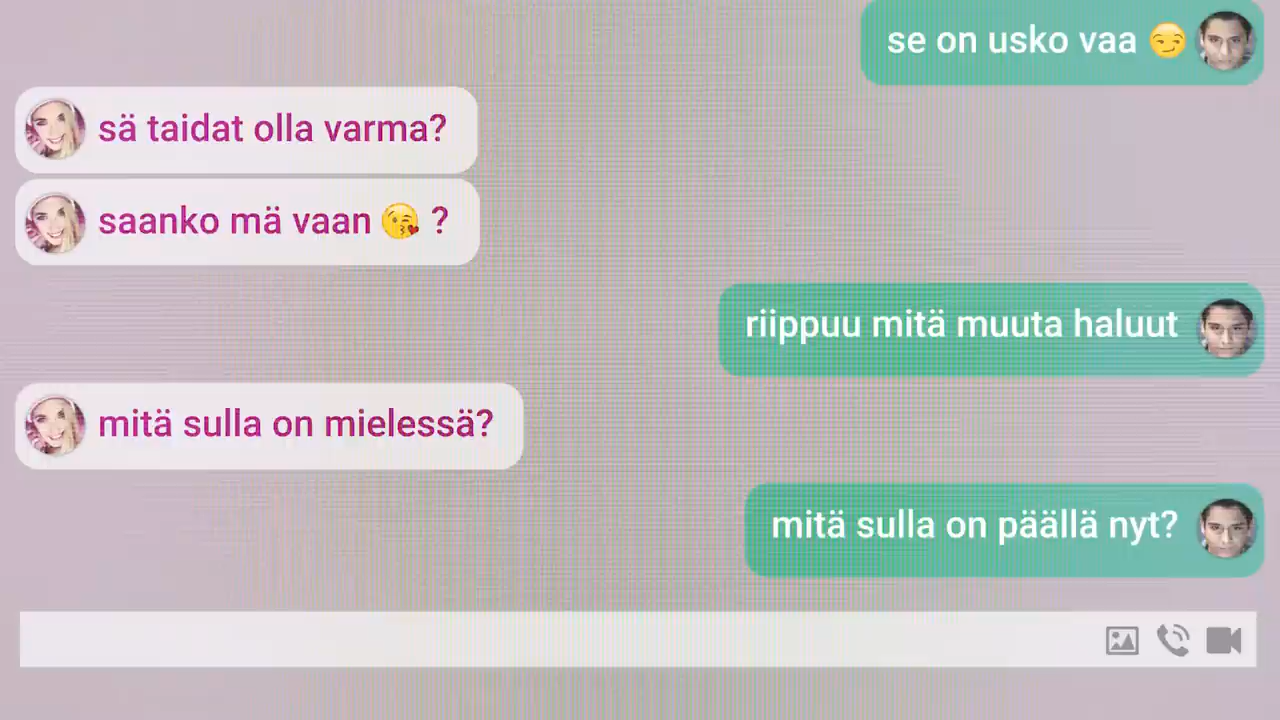 se on usko vaa 😏
sä taidat olla varma?
saanko mä vaan 😘 ?
riippuu mitä muuta haluut
mitä sulla on mielessä?
mitä sulla on päällä nyt?